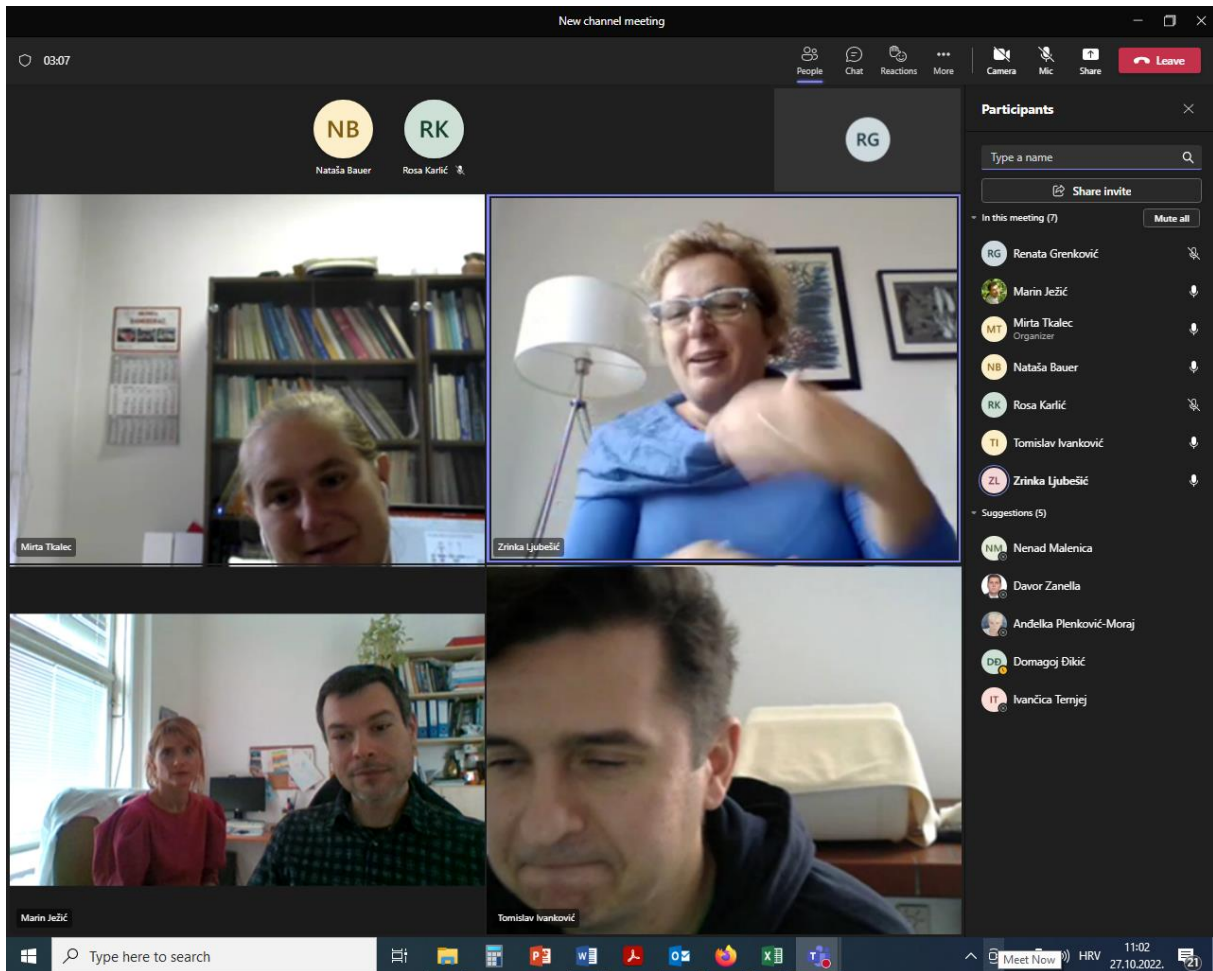 New channel meeting
03:07
People
Chat
Reactions
More
Camera
Mic
Share
Leave
NB
Nataša Bauer
RK
Rosa Karlić
RG
Mirta Tkalec
Zrinka Ljubešić
Marin Ježić
Tomislav Ivanković
Participants
Type a name
Share invite
In this meeting (7)
Mute all
RG Renata Grenković
Marin Ježić
MT Mirta Tkalec
Organizer
NB Nataša Bauer
RK Rosa Karlić
TI Tomislav Ivanković
ZL Zrinka Ljubešić
Suggestions (5)
NM Nenad Malenica
Davor Zanella
Anđelka Plenković-Moraj
DĐ Domagoj Đikić
IT Ivančica Ternjej
Type here to search
Meet Now
HRV
11:02
27.10.2022.
21